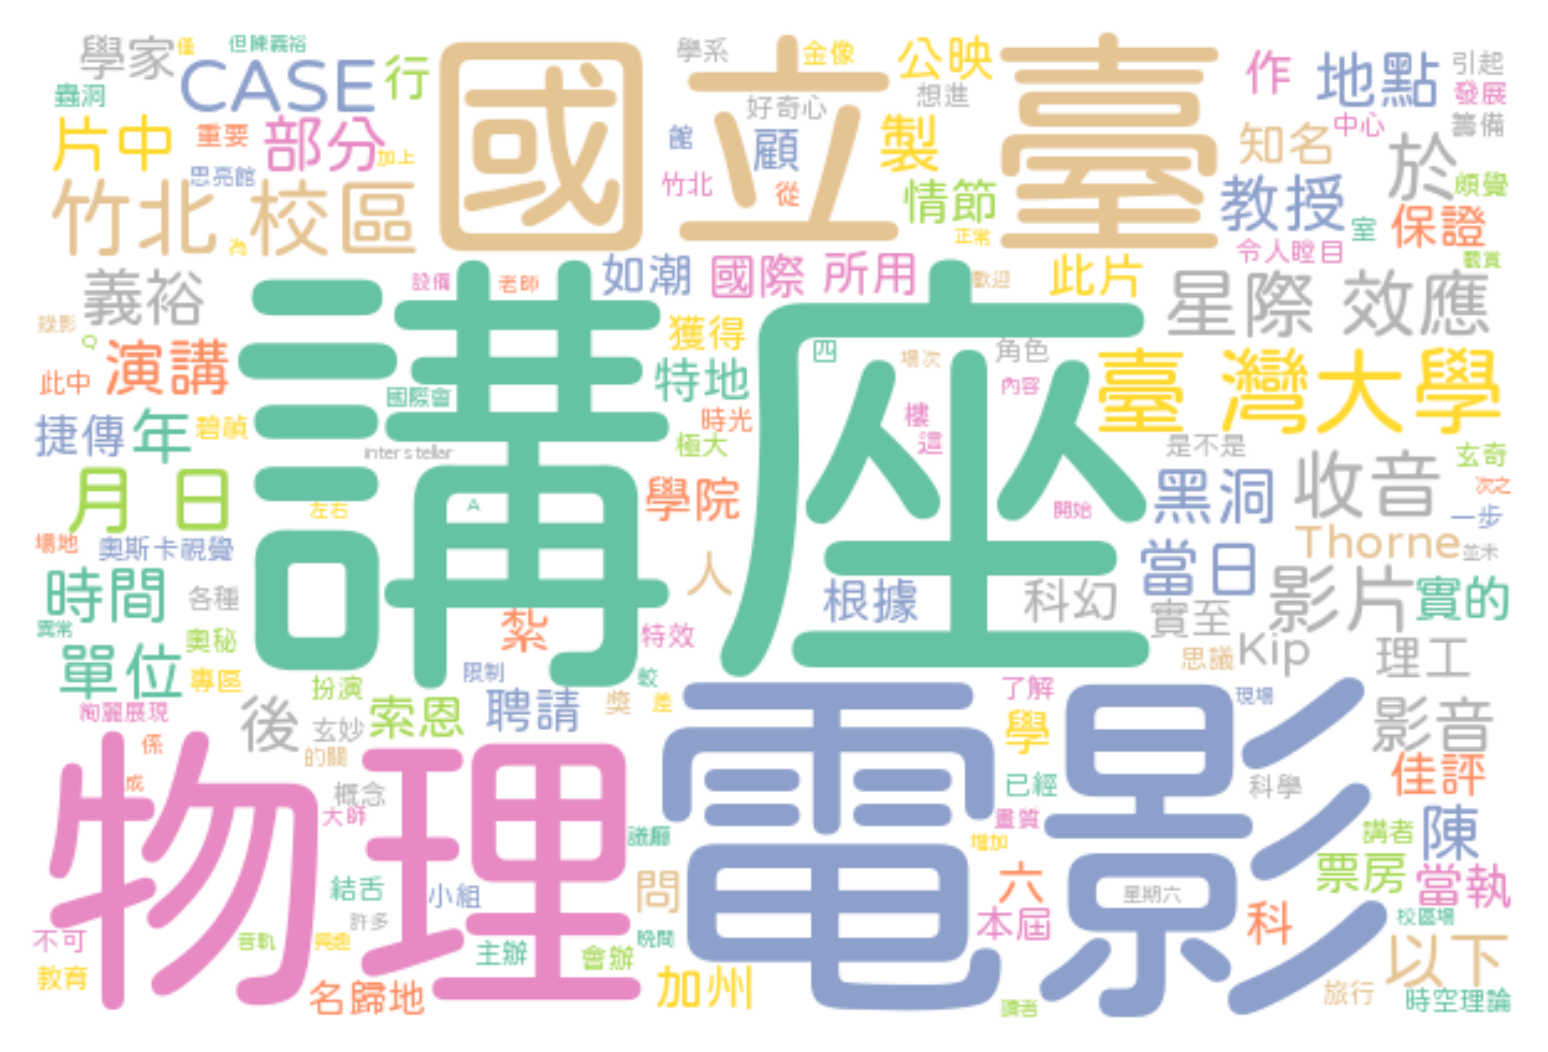 學家
僅
但陳義裕
蟲洞
CASE
行
國立臺
學系
金像
公映
好奇心
想進
作
地點
引起
發展
籌備
片中
重要
部分
加上
思亮館
館
顧
製
知名
中心
於
竹北 校區
為
竹北
從
情節
正常
教授
頗覺
室
保證
令人瞠目
觀賞
義裕
設備
老師
如潮
國際 所用
歡迎
此片
星際 效應
錄影
Q
演講
此中
講座
國際會
獲得
特地
時光
極大
四
場次
角色
內容
樓
這
臺 灣大學
捷傳
年
碧禎
interstellar
是不是
玄奇
月 日
左右
A
學院
開始
黑洞
收音
次之
一步
場地
奧斯卡視覺
Thorne
並未
時間
各種
人
根據
科幻
當日
實至
影片
實的
異常
奧秘
紮
特效
思議
Kip
理工
單位
專區
扮演
限制
數
了解
現場
絢麗展現
後
玄妙
索恩
聘請
獎
差
學
影音
係
的關
物理
電影
已經
科學
佳評
成
概念
大師
議廳
畫質
增加
講者
陳
結舌
小組
問
六
星期六
票房
當執
許多
本屆
科
校區場
不可
音軌
興趣
主辦
會辦
晚間
以下
教育
名歸地
加州
讀者
旅行
時空理論